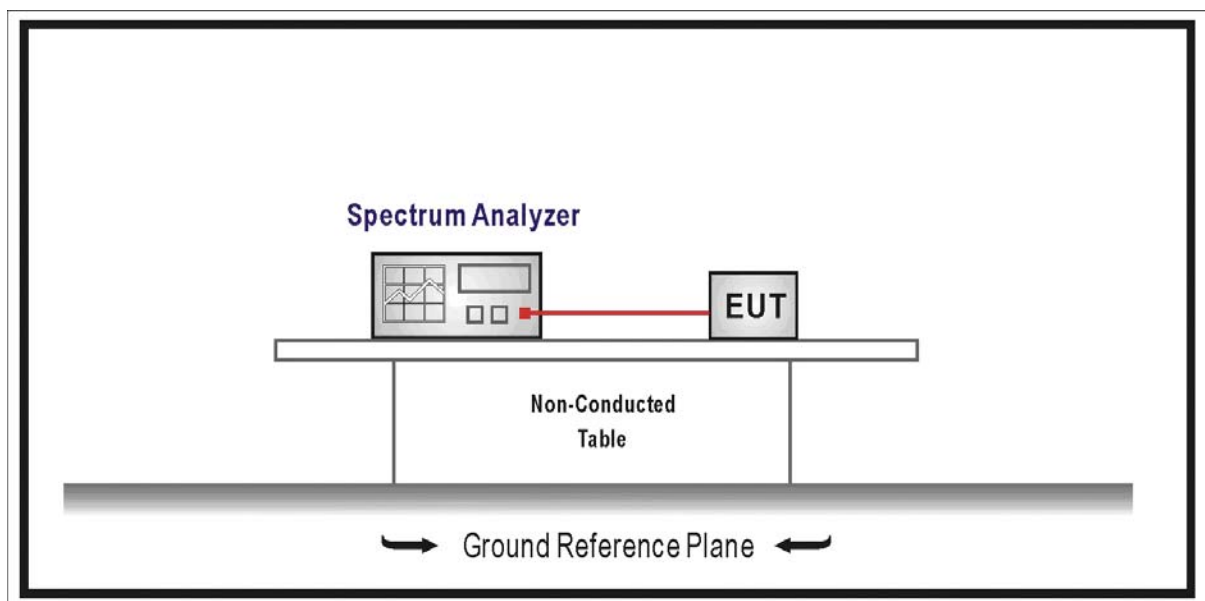 Spectrum Analyzer
EUT
Non-Conducted
Table
Ground Reference Plane